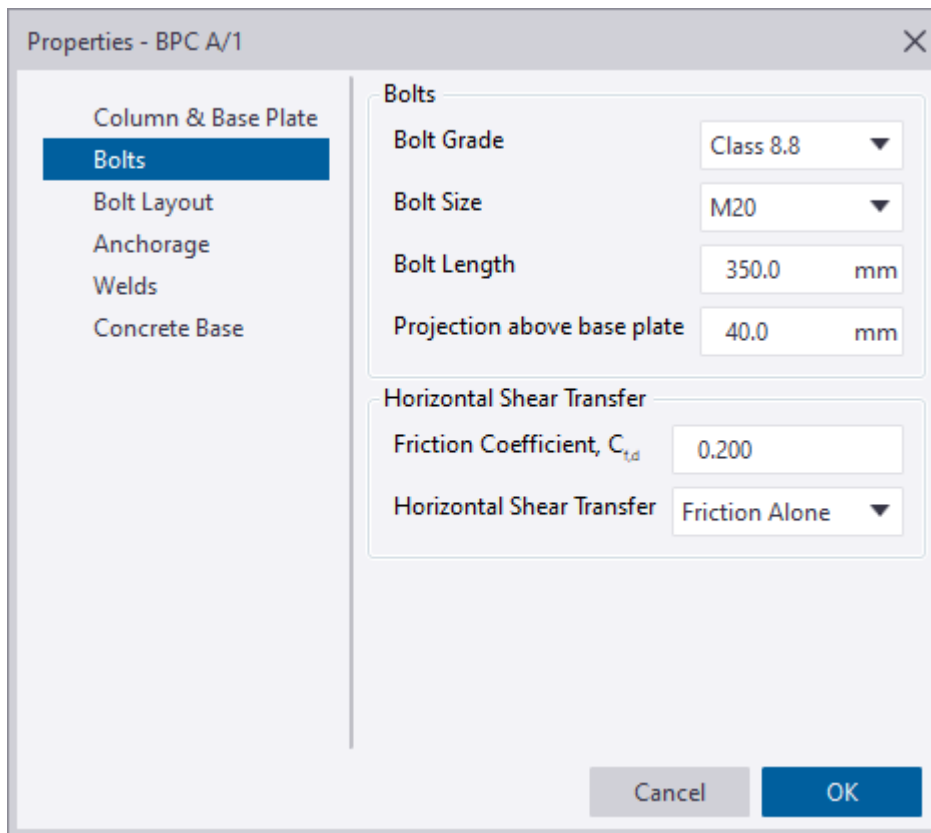 Properties - BPC A/1
Column & Base Plate
Bolts
Bolt Layout
Anchorage
Welds
Concrete Base
Bolts
Bolt Grade Class 8.8
Bolt Size M20
Bolt Length 350.0 mm
Projection above base plate 40.0 mm
Horizontal Shear Transfer
Friction Coefficient, Cf,d 0.200
Horizontal Shear Transfer Friction Alone
Cancel OK